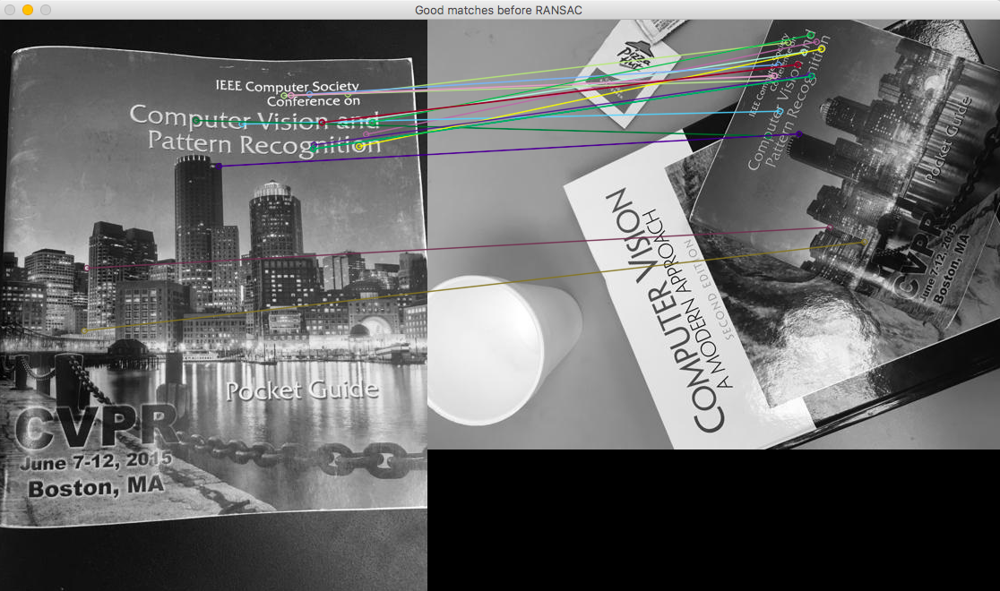 Good matches before RANSAC
IEEE Computer Society
Conference on
Computer Vision and
Pattern Recognition
Pocket Guide
CVPR
June 7-12, 2015
Boston, MA
Pizza
Hut
IEEE Computer Society
Conference on
Computer Vision and
Pattern Recognition
Pocket Guide
CVPR
June 7-12, 2015
Boston, MA
COMPUTER VISION
A MODERN APPROACH
SECOND EDITION